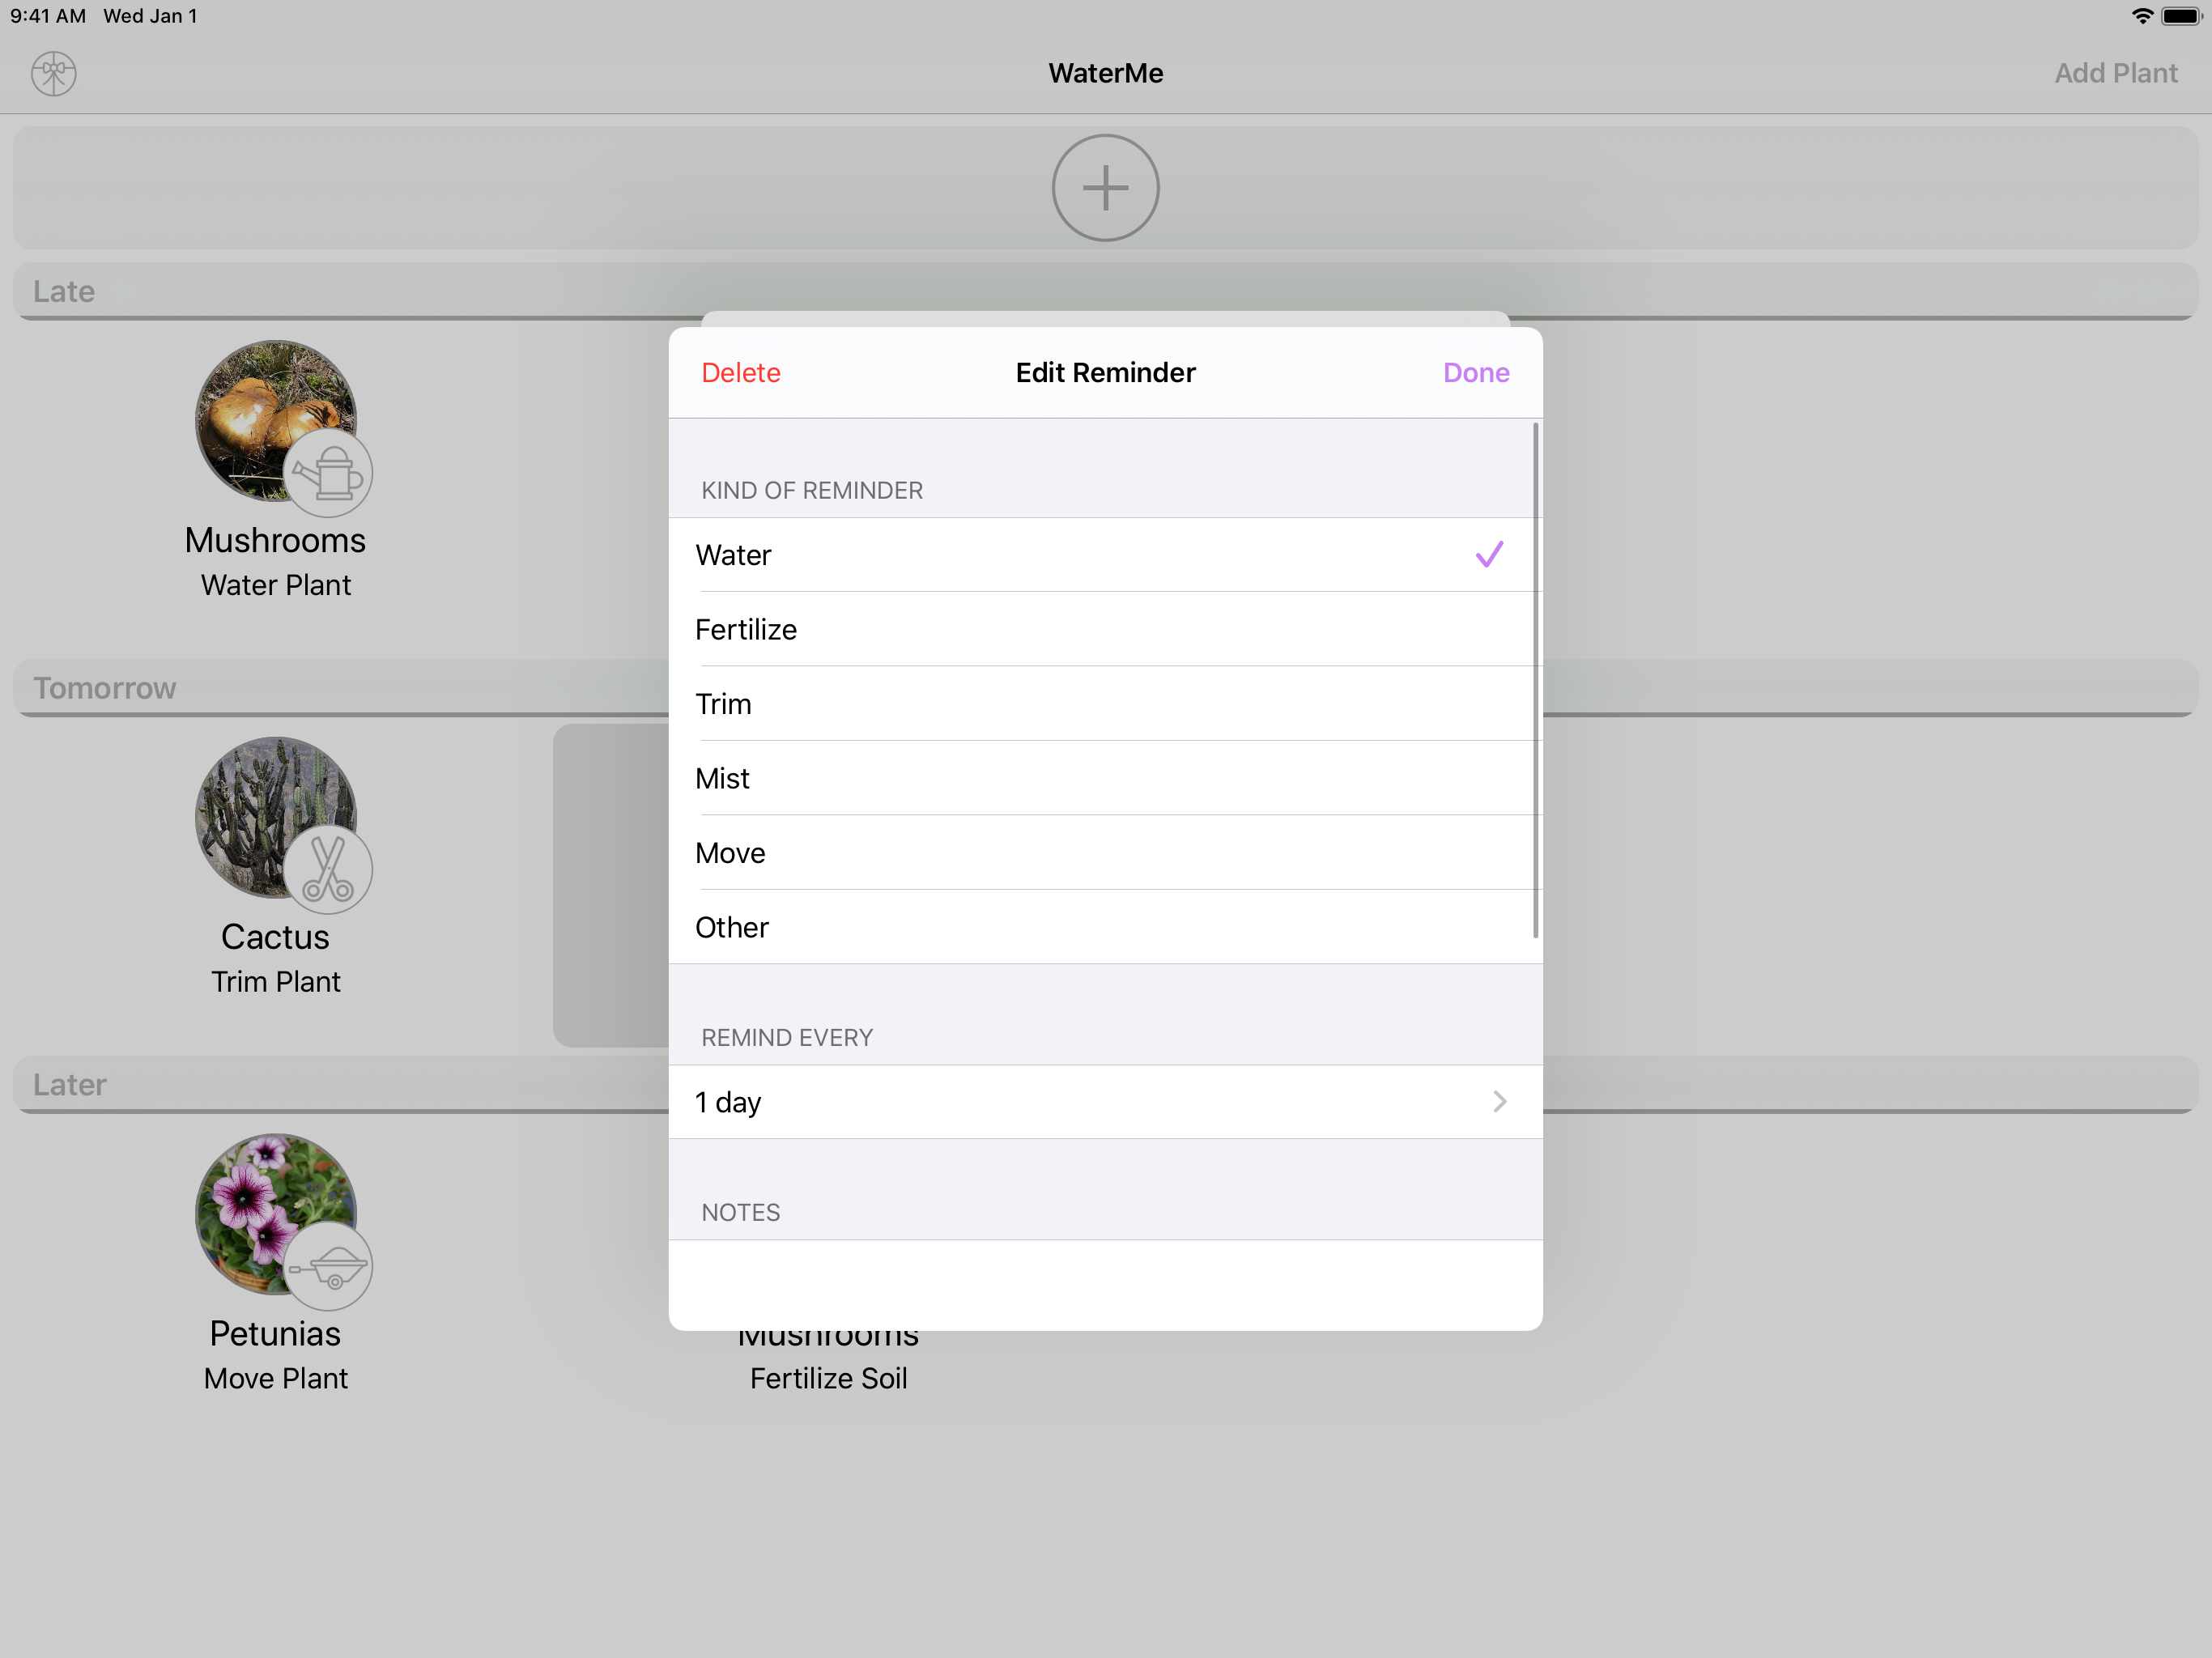 9:41 AM Wed Jan 1
WaterMe
Add Plant
Late
Mushrooms
Water Plant
Tomorrow
Cactus
Trim Plant
Later
Petunias
Move Plant
Mushrooms
Fertilize Soil
Delete
Edit Reminder
Done
KIND OF REMINDER
Water
Fertilize
Trim
Mist
Move
Other
REMIND EVERY
1 day
NOTES